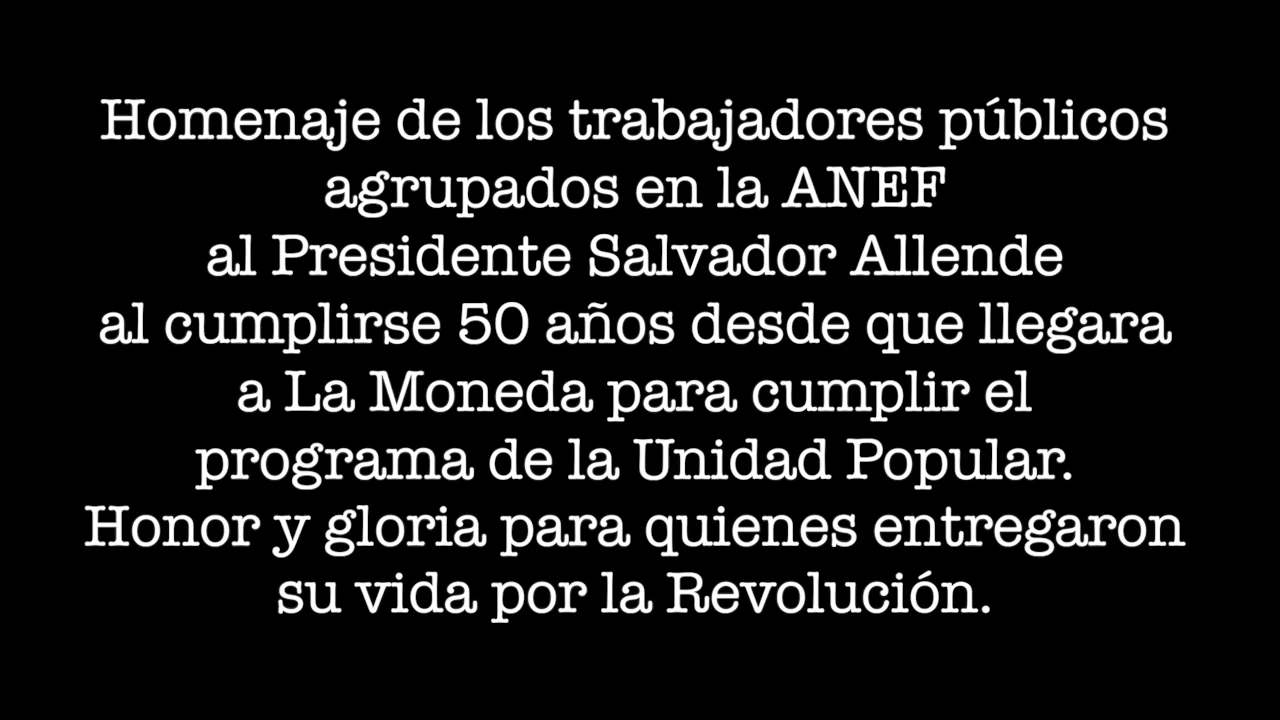 Homenaje de los trabajadores públicos
agrupados en la ANEF
al Presidente Salvador Allende
al cumplirse 50 años desde que llegara
a La Moneda para cumplir el
programa de la Unidad Popular.
Honor y gloria para quienes entregaron
su vida por la Revolución.